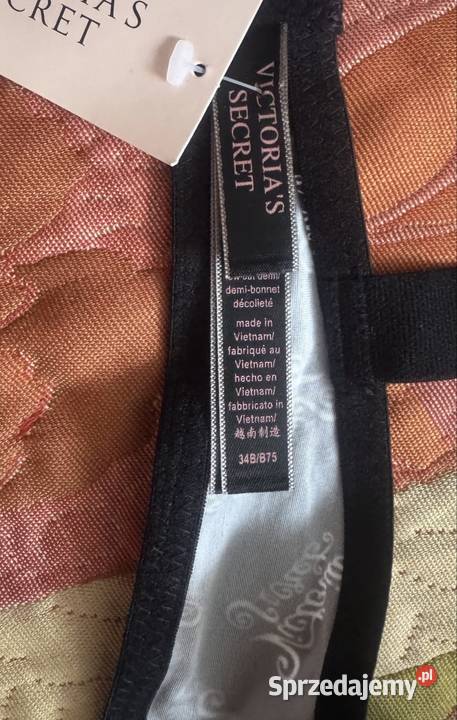 A'S
CRET
VICTORIA'S
SECRET
demi-bonnet
décolleté
made in
Vietnam/
fabriqué au
Vietnam/
hecho en
Vietnam/
fabbricato in
Vietnam/
越南制造
34B/B75
Sprzedajemy.pl